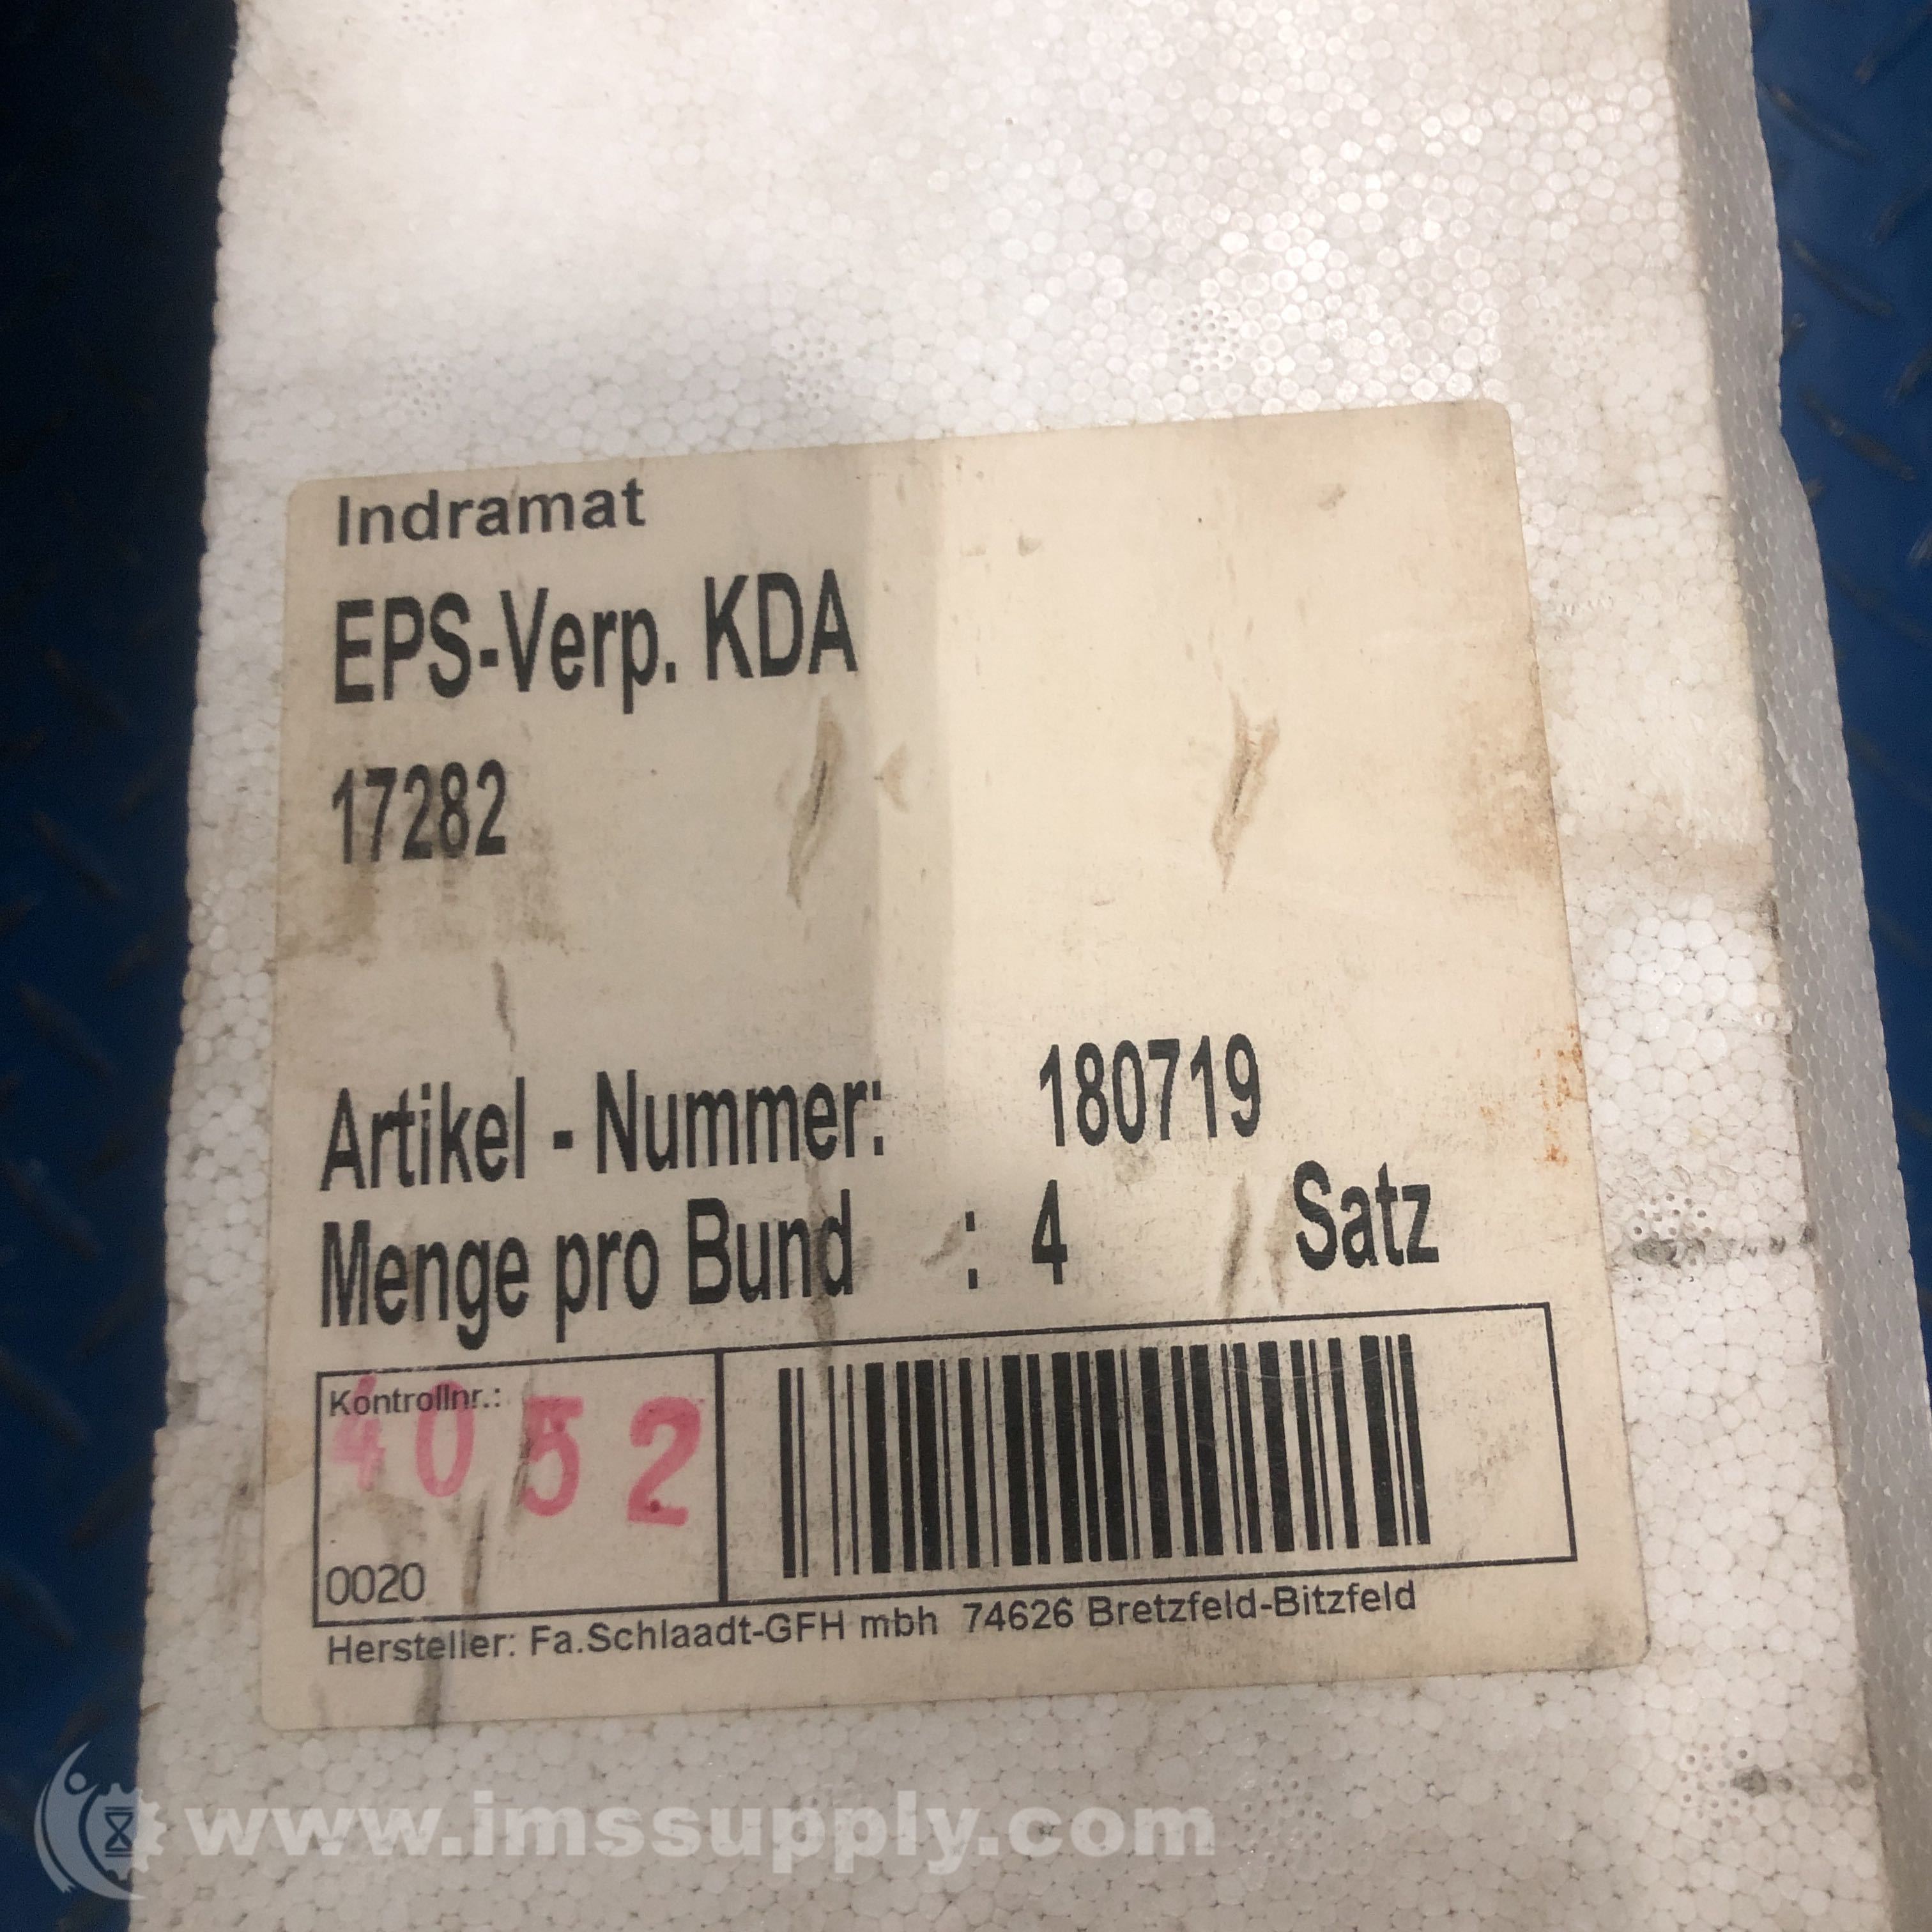 Indramat
EPS-Verp. KDA
17282
Artikel - Nummer: 180719
Menge pro Bund : 4 Satz
Kontrollnr.:
4052
0020
Hersteller: Fa.Schlaadt-GFH mbh 74626 Bretzfeld-Bitzfeld
www.imssupply.com